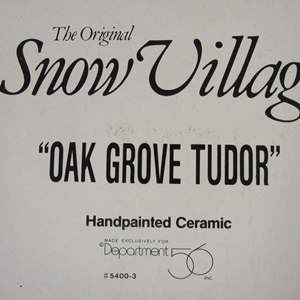 The Original
Snow Villag
"OAK GROVE TUDOR"
Handpainted Ceramic
MADE EXCLUSIVELY FOR
©Department 56 INC.
#5400-3